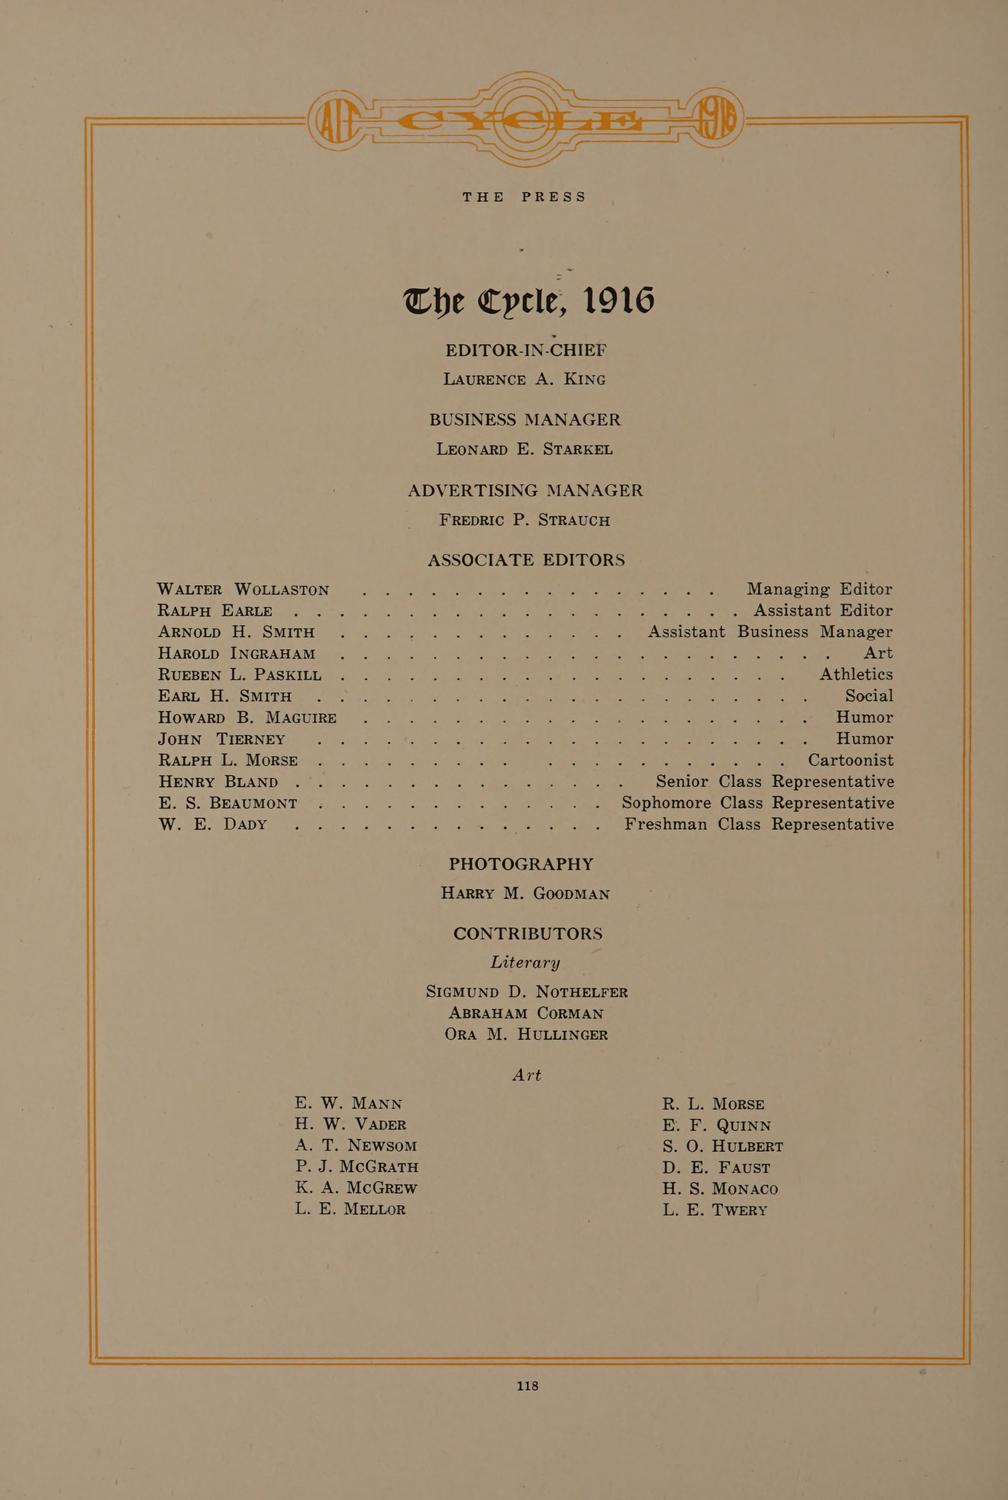 AIT CYCLE 1916
THE PRESS
The Cycle, 1916
EDITOR-IN-CHIEF
LAURENCE A. KING
BUSINESS MANAGER
LEONARD E. STARKEL
ADVERTISING MANAGER
FREDRIC P. STRAUCH
ASSOCIATE EDITORS
WALTER WOLLASTON . . . . . . . . . . . . . . . . Managing Editor
RALPH EARLE . . . . . . . . . . . . . . . . . . . . Assistant Editor
ARNOLD H. SMITH . . . . . . . . . . . . . Assistant Business Manager
HAROLD INGRAHAM . . . . . . . . . . . . . . . . . . . . . . Art
RUEBEN L. PASKILL . . . . . . . . . . . . . . . . . . . . Athletics
EARL H. SMITH . . . . . . . . . . . . . . . . . . . . . . Social
HOWARD B. MAGUIRE . . . . . . . . . . . . . . . . . . . . Humor
JOHN TIERNEY . . . . . . . . . . . . . . . . . . . . . . Humor
RALPH L. MORSE . . . . . . . . . . . . . . . . . . . . Cartoonist
HENRY BLAND . . . . . . . . . . . . . . . Senior Class Representative
E. S. BEAUMONT . . . . . . . . . . . . . Sophomore Class Representative
W. E. DADY . . . . . . . . . . . . . . Freshman Class Representative
PHOTOGRAPHY
HARRY M. GOODMAN
CONTRIBUTORS
Literary
SIGMUND D. NOTHELFER
ABRAHAM CORMAN
ORA M. HULLINGER
Art
E. W. MANN
H. W. VADER
A. T. NEWSOM
P. J. MCGRATH
K. A. MCGREW
L. E. MELLOR
R. L. MORSE
E. F. QUINN
S. O. HULBERT
D. E. FAUST
H. S. MONACO
L. E. TWERY
118